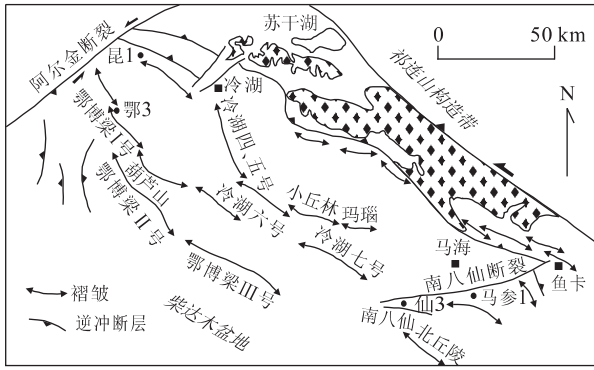 苏干湖
0 50 km
阿尔金断裂
昆1
冷湖
祁连山构造带
N
鄂3
鄂博梁Ⅰ号
冷湖四、五号
葫芦山
鄂博梁Ⅱ号
冷湖六号
小丘林
玛瑙
冷湖七号
马海
鄂博梁Ⅲ号
南八仙断裂
鱼卡
褶皱
仙3
马参1
逆冲断层
柴达木盆地
南八仙北丘陵